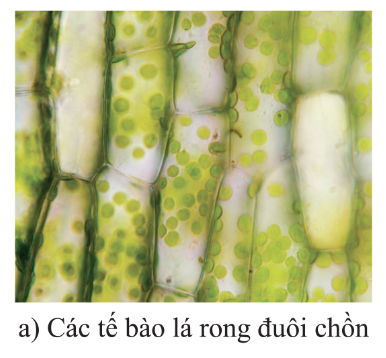 a) Các tế bào lá rong đuôi chồn